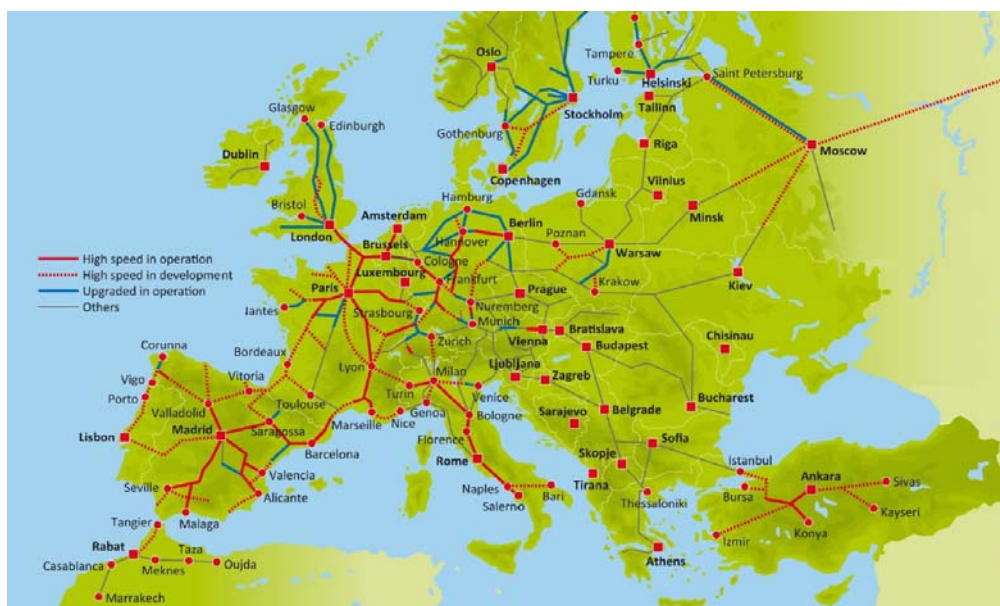 Oslo
Tampere
Turku
Helsinki
Saint Petersburg
Tallinn
Stockholm
Glasgow
Edinburgh
Gothenburg
Dublin
Riga
Moscow
Copenhagen
Vilnius
Hamburg
Gdansk
Minsk
Bristol
Amsterdam
Berlin
London
Hannover
Poznan
Brussels
Warsaw
Cologne
High speed in operation
High speed in development
Upgraded in operation
Others
Luxembourg
Frankfurt
Kiev
Paris
Prague
Krakow
Jantes
Strasbourg
Nuremberg
Munich
Bratislava
Vienna
Zürich
Budapest
Chisinau
Corunna
Bordeaux
Lyon
Ljubljana
Milan
Zagreb
Vigo
Vitoria
Turin
Venice
Porto
Toulouse
Genoa
Bucharest
Valladolid
Marseille
Nice
Bologne
Belgrade
Sarajevo
Lisbon
Madrid
Saragossa
Florence
Barcelona
Sofia
Rome
Skopje
Istanbul
Valencia
Ankara
Seville
Naples
Bari
Tirana
Bursa
Sivas
Alicante
Salerno
Thessaloniki
Kayseri
Tangier
Malaga
Konya
Izmir
Rabat
Taza
Athens
Casablanca
Meknes
Oujda
Marrakech